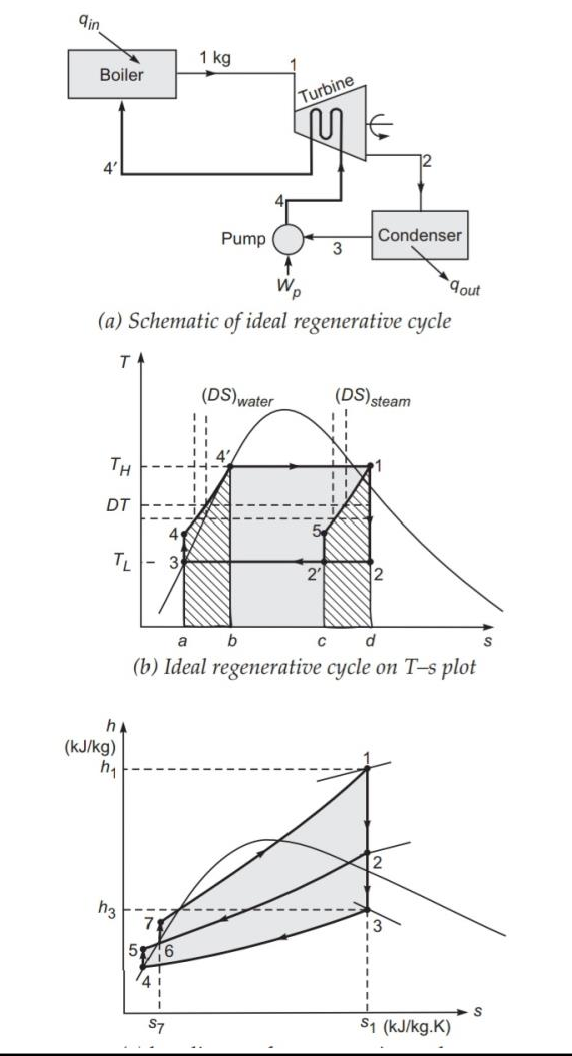 q_in
Boiler
1 kg
1
Turbine
4′
2
4
Pump
3
Condenser
W_p
q_out
(a) Schematic of ideal regenerative cycle
T
(DS)_water
(DS)_steam
T_H
4′
1
DT
4
5
T_L
3
2′
2
a b c d s
(b) Ideal regenerative cycle on T–s plot
h
(kJ/kg)
h_1
1
2
h_3
7
3
5
6
4
s_7
s_1 (kJ/kg.K)
s